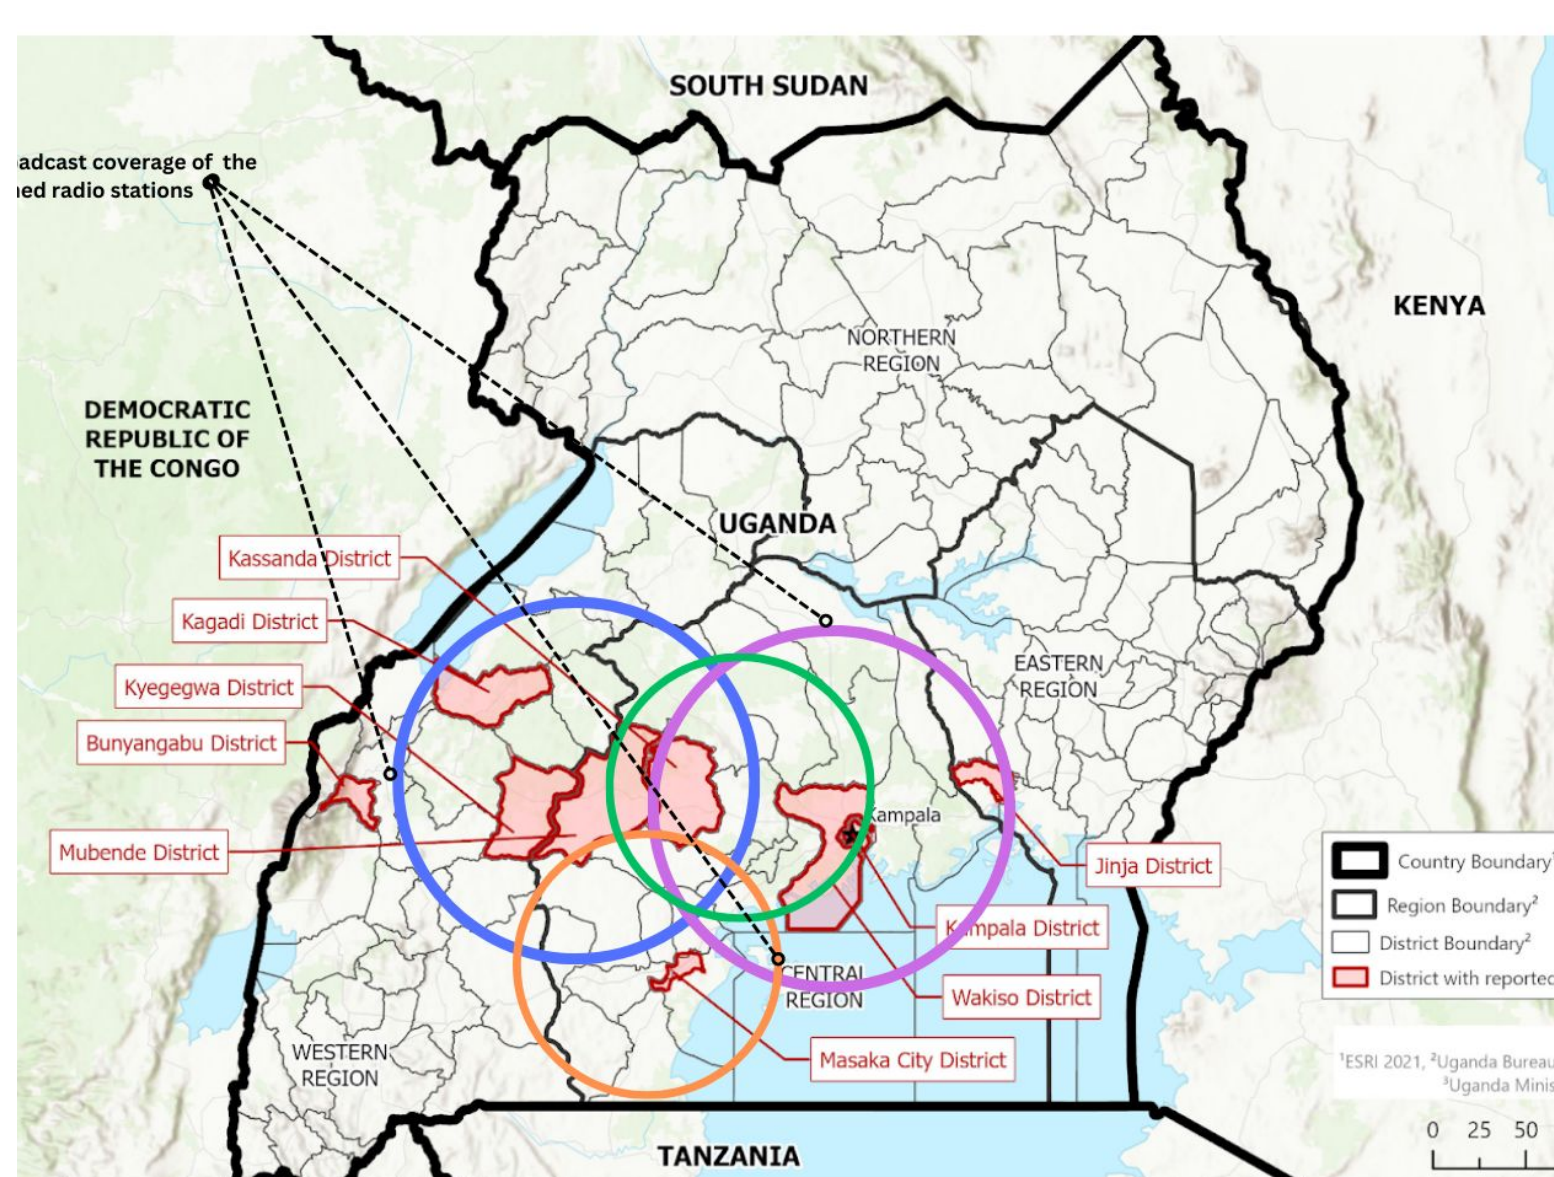 SOUTH SUDAN
adcast coverage of the
ed radio stations
KENYA
NORTHERN
REGION
DEMOCRATIC
REPUBLIC OF
THE CONGO
UGANDA
Kassanda District
Kagadi District
Kyegegwa District
Bunyangabu District
Mubende District
EASTERN
REGION
Kampala
Jinja District
Kampala District
CENTRAL
REGION
Wakiso District
Masaka City District
WESTERN
REGION
TANZANIA
Country Boundary¹
Region Boundary²
District Boundary²
District with reported
¹ESRI 2021, ²Uganda Bureau
³Uganda Minis
0 25 50